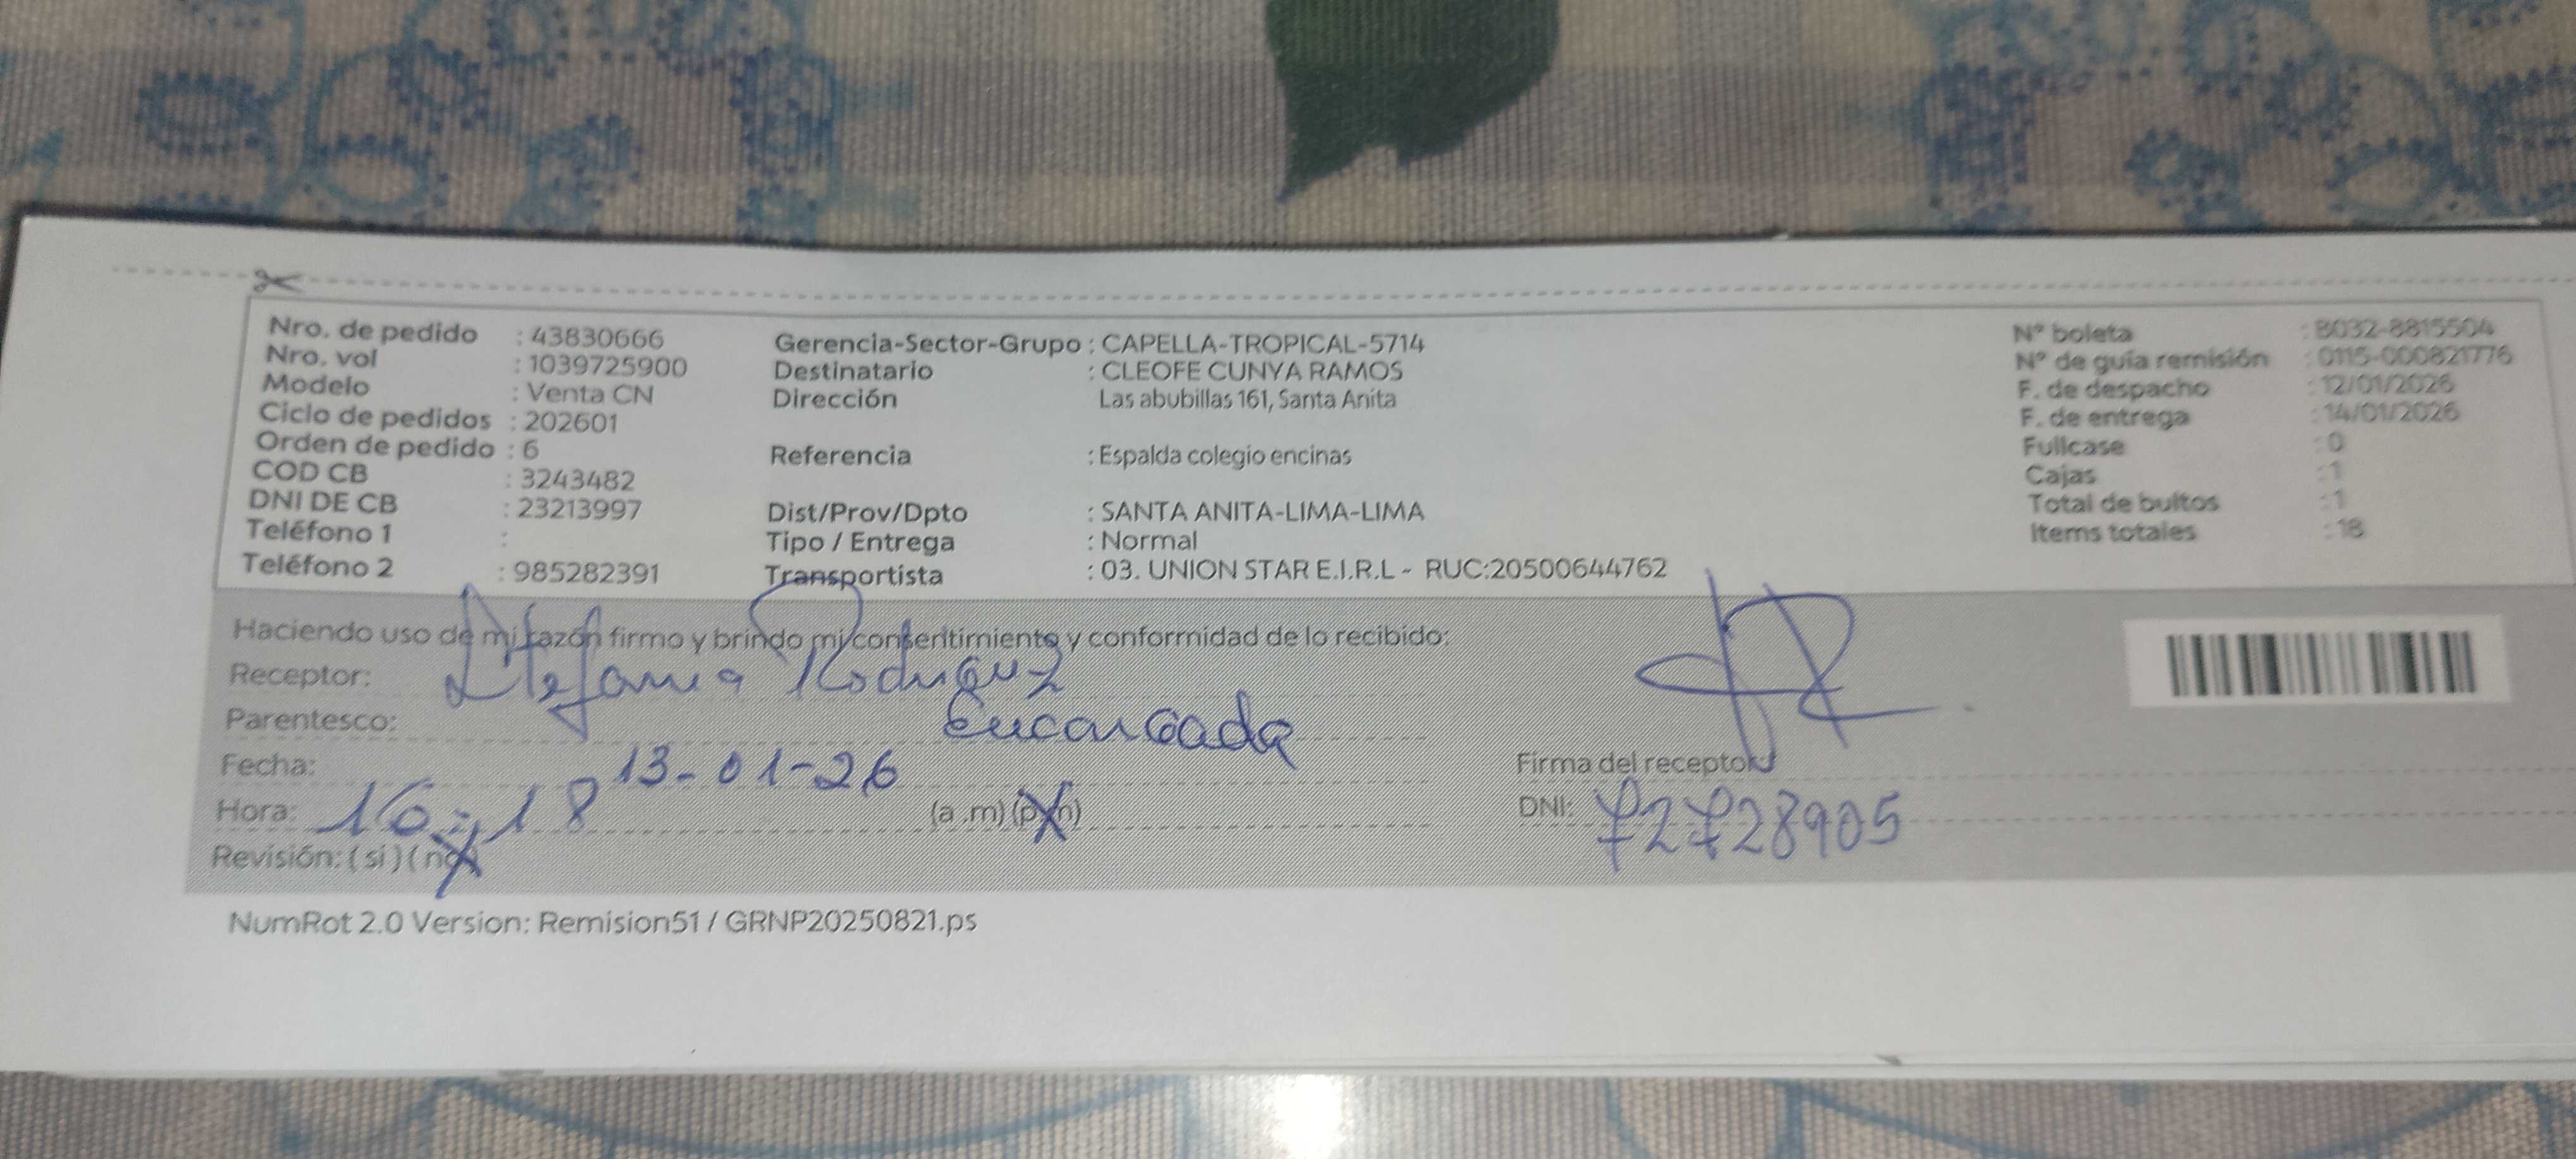 Nro. de pedido : 43830666
Nro. vol : 1039725900
Modelo : Venta CN
Ciclo de pedidos : 202601
Orden de pedido : 6
COD CB : 3243482
DNI DE CB : 23213997
Teléfono 1 :
Teléfono 2 : 985282391
Gerencia-Sector-Grupo : CAPELLA-TROPICAL-5714
Destinatario : CLEOFE CUNYA RAMOS
Dirección Las abubillas 161, Santa Anita
Referencia : Espalda colegio encinas
Dist/Prov/Dpto : SANTA ANITA-LIMA-LIMA
Tipo / Entrega : Normal
Transportista : 03. UNION STAR E.I.R.L - RUC:20500644762
N° boleta : B032-8815504
N° de guía remisión : 0115-000821776
F. de despacho : 12/01/2026
F. de entrega : 14/01/2026
Fullcase : 0
Cajas : 1
Total de bultos : 1
Items totales : 18
Haciendo uso de mi razón firmo y brindo mi consentimiento y conformidad de lo recibido:
Receptor: Stefania Rodriguz
Parentesco: Encargada
Fecha: 13-01-26
Hora: 16:18 (a .m) (p.m)
Revisión: ( si ) ( no )
Firma del receptor
DNI: 72728905
NumRot 2.0 Version: Remision51 / GRNP20250821.ps